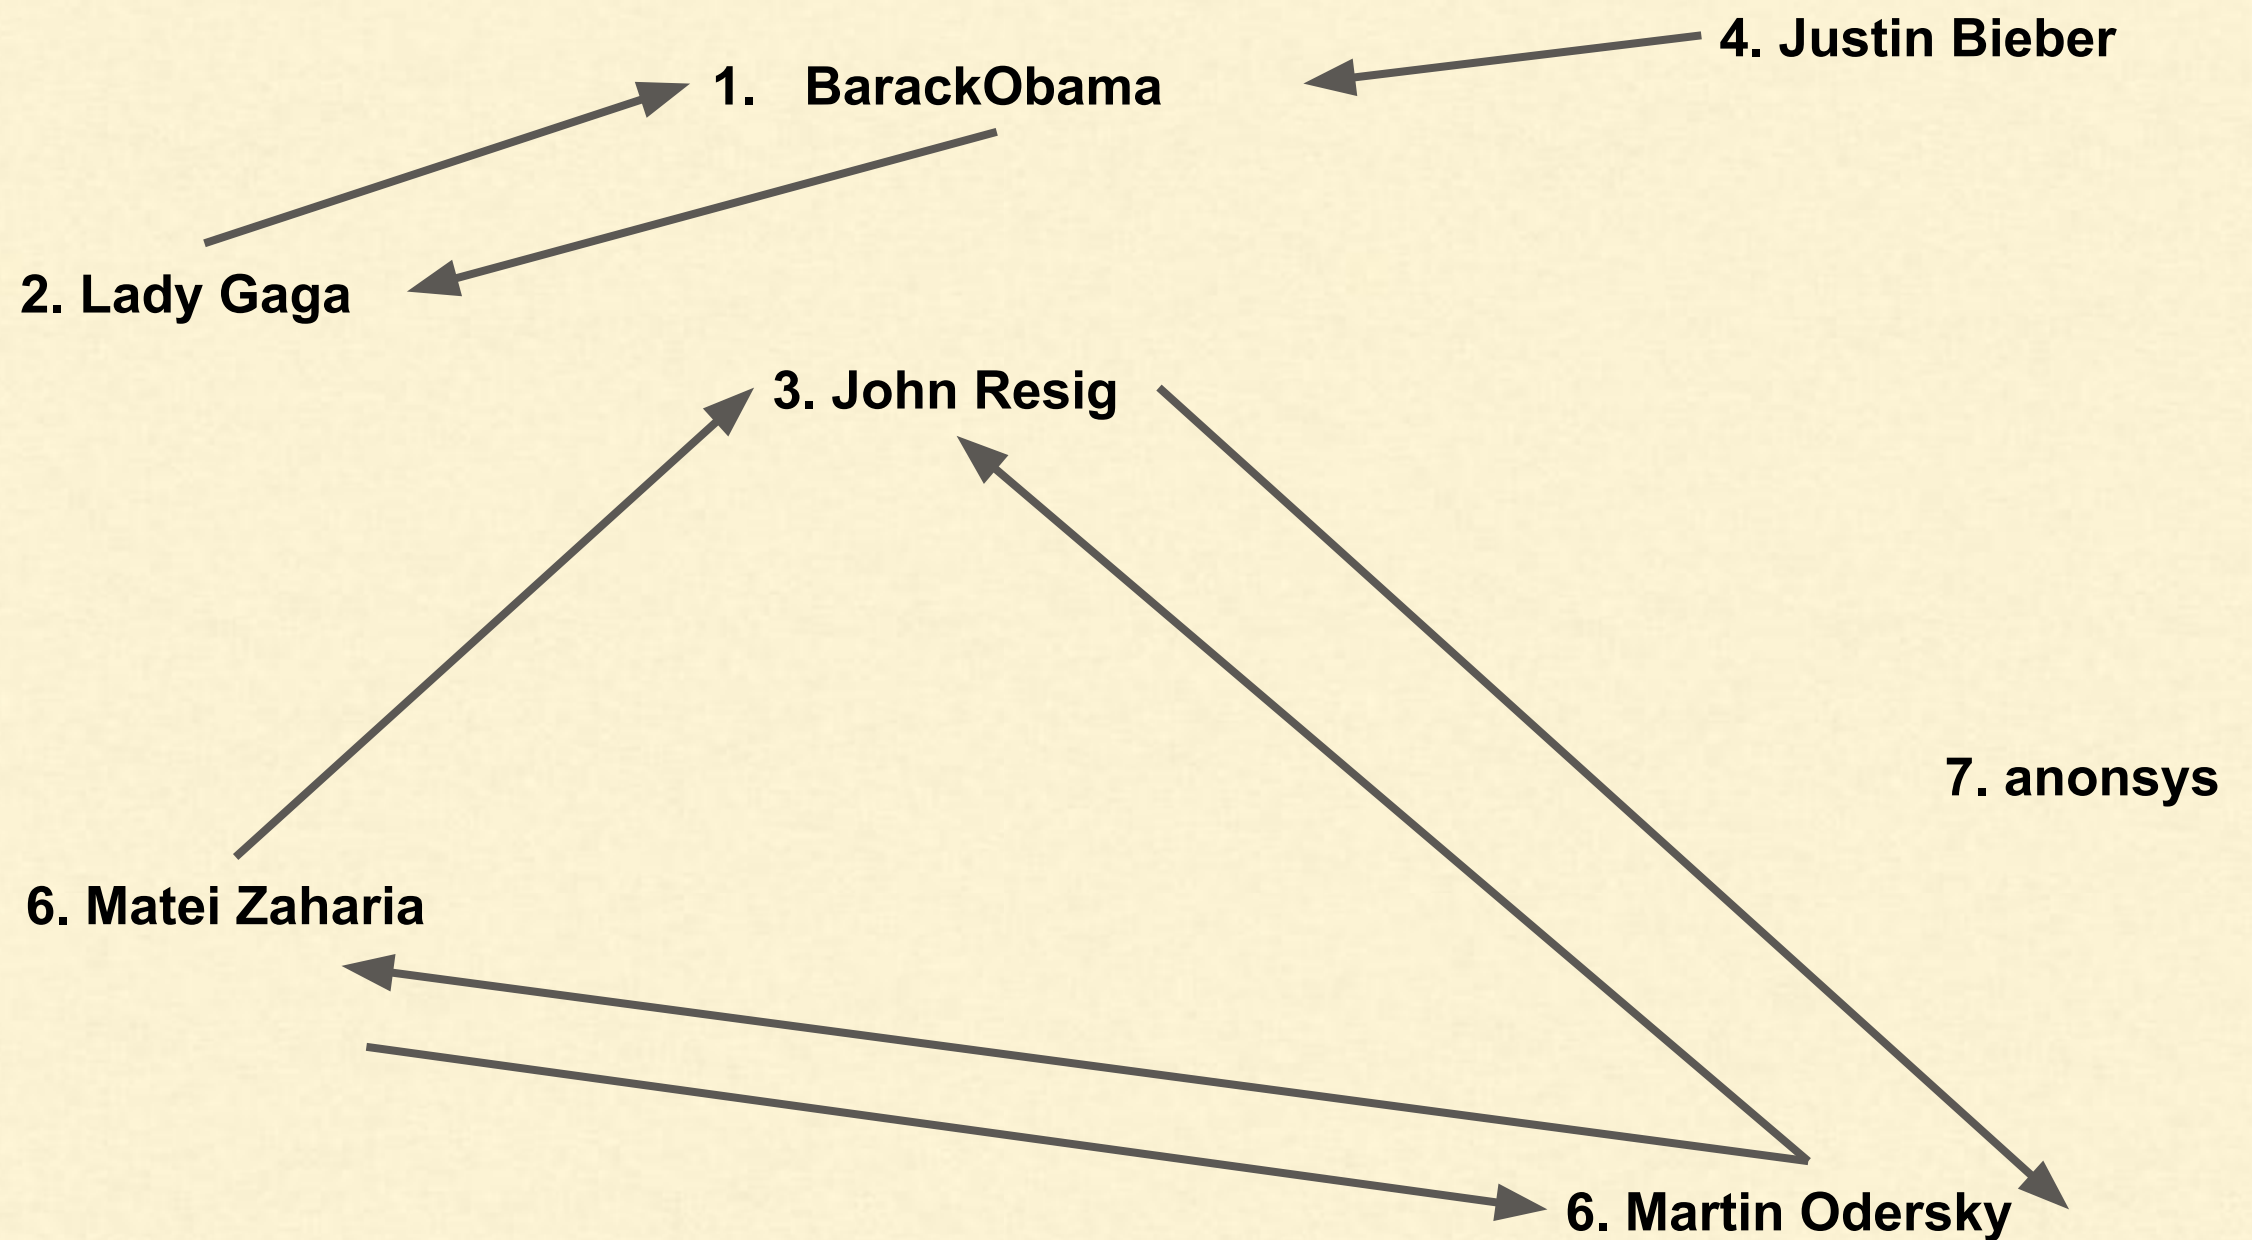 4. Justin Bieber
1. BarackObama
2. Lady Gaga
3. John Resig
7. anonsys
6. Matei Zaharia
6. Martin Odersky